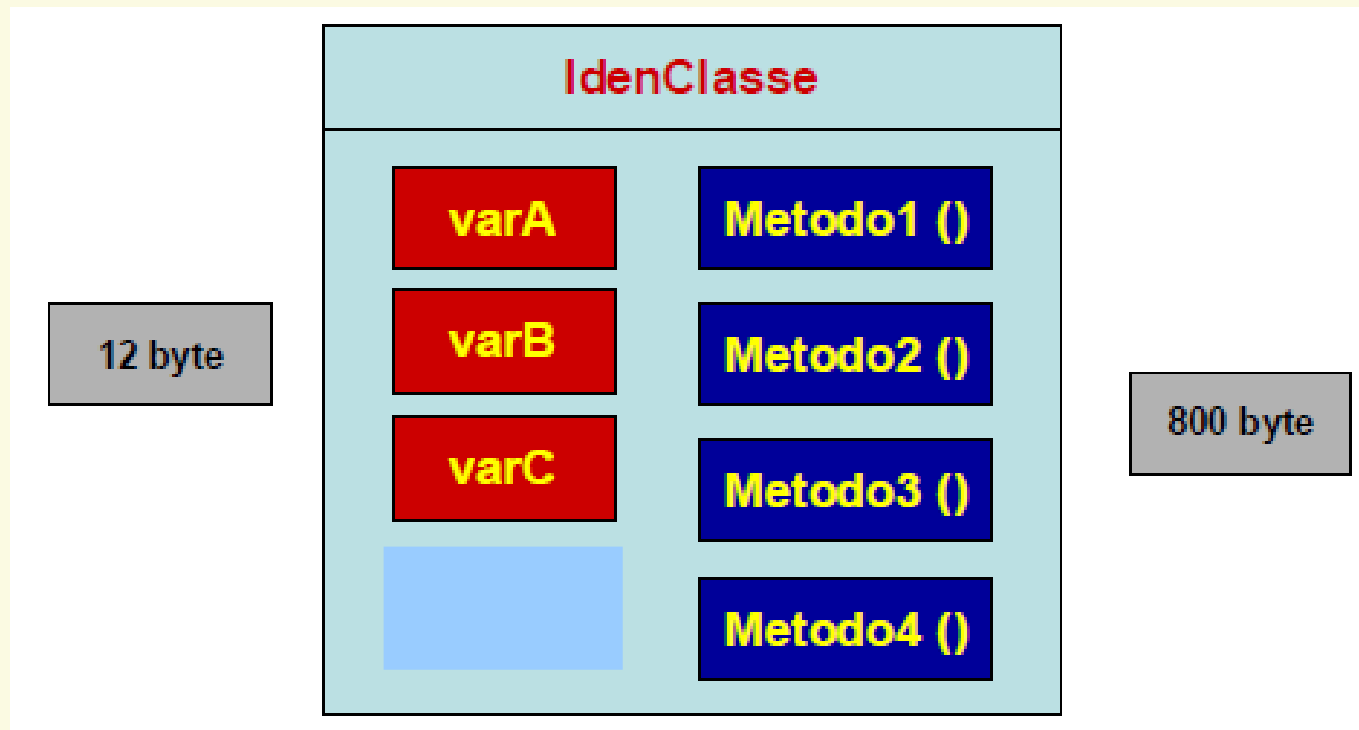 IdenClasse
varA
Metodo1 ()
varB
Metodo2 ()
12 byte
varC
Metodo3 ()
800 byte
Metodo4 ()